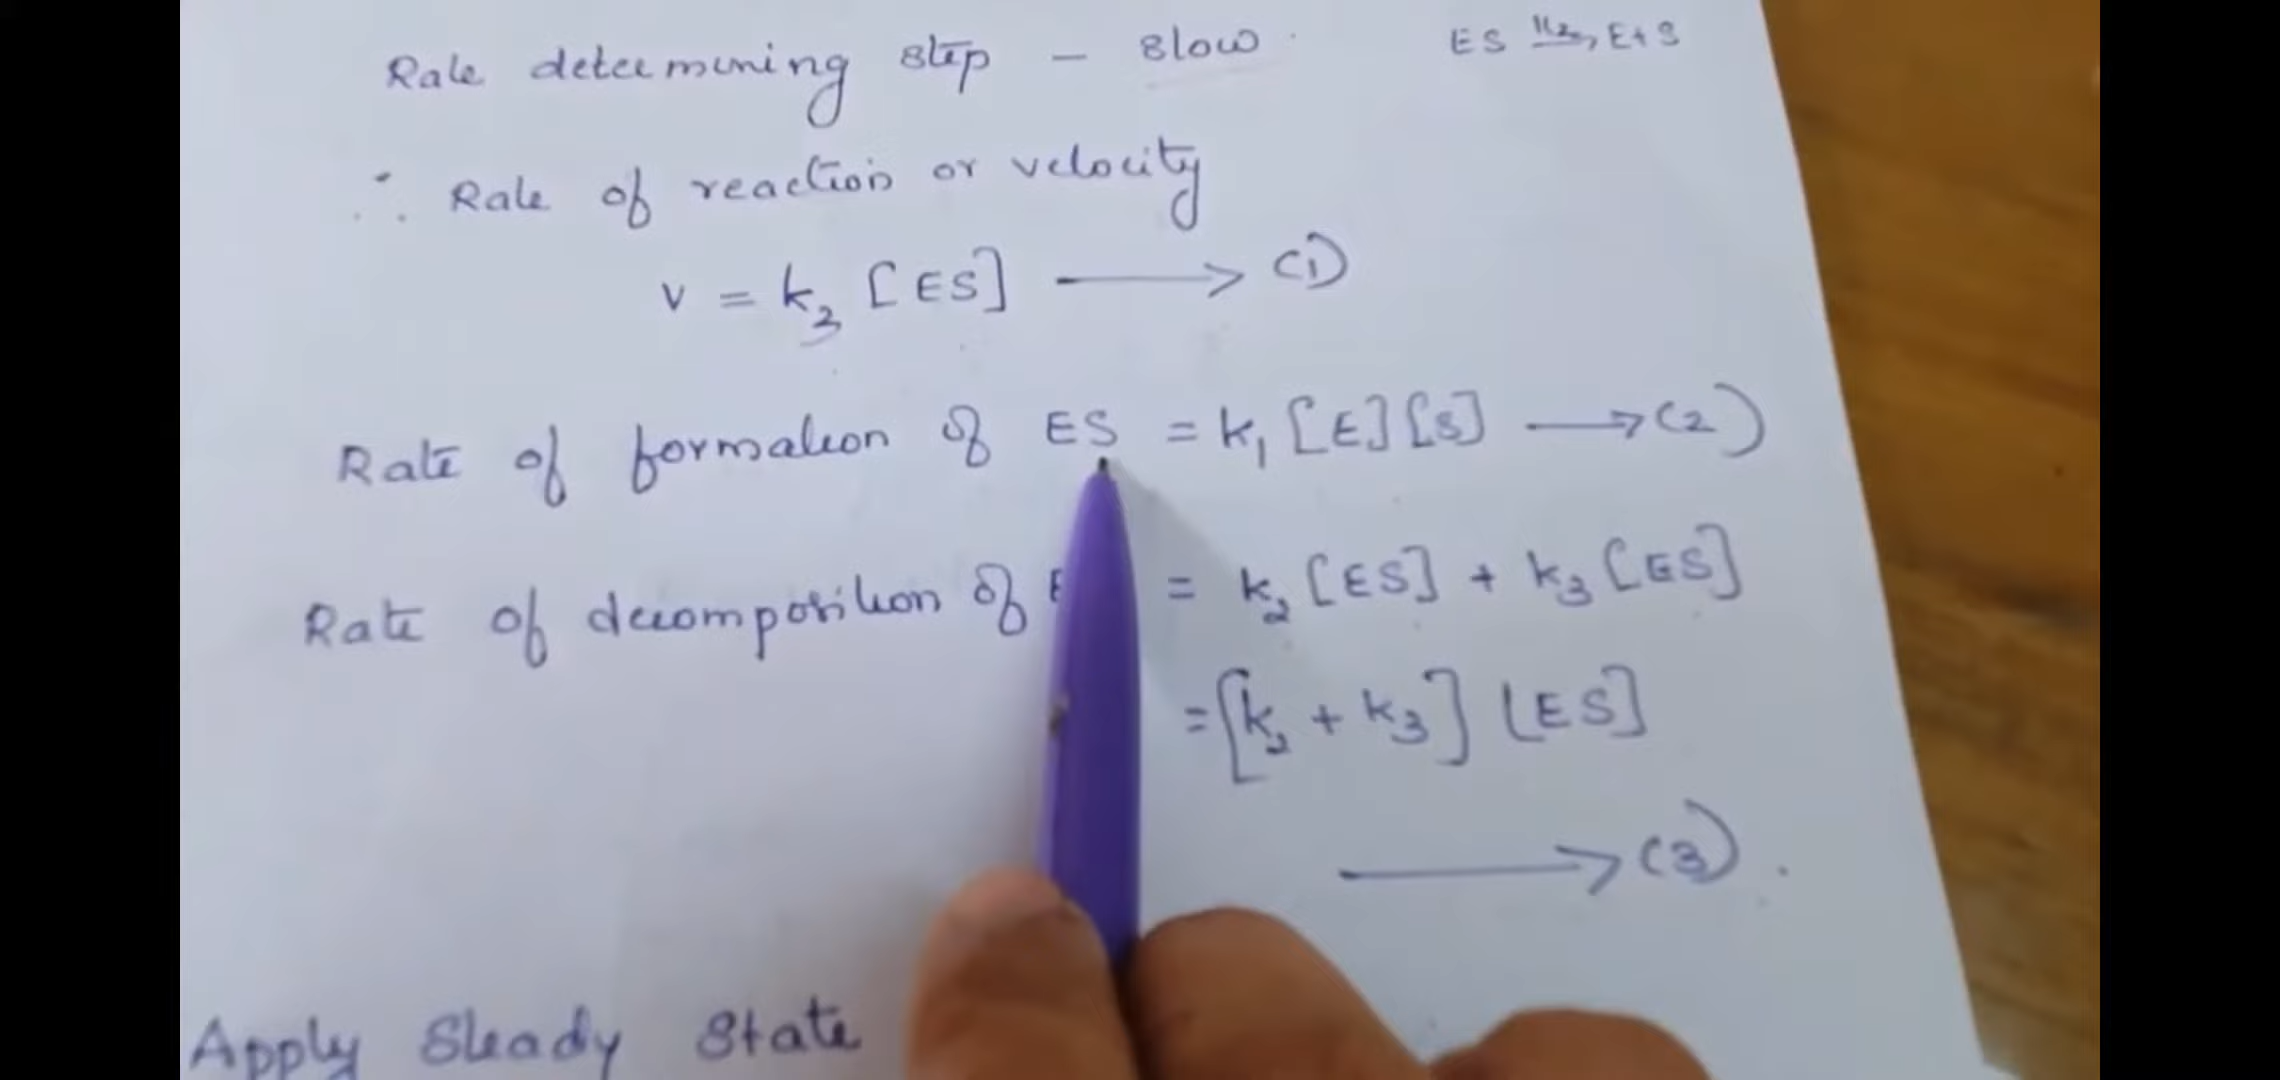 Rate determining step - slow
ES k₂→ E+S
∴ Rate of reaction or velocity
v = k₃ [ES] ⟶ (1)
Rate of formation of ES = k₁ [E][S] ⟶ (2)
Rate of decomposition of = k₂ [ES] + k₃ [ES]
= [k₂ + k₃] [ES]
⟶ (3).
Apply Steady State